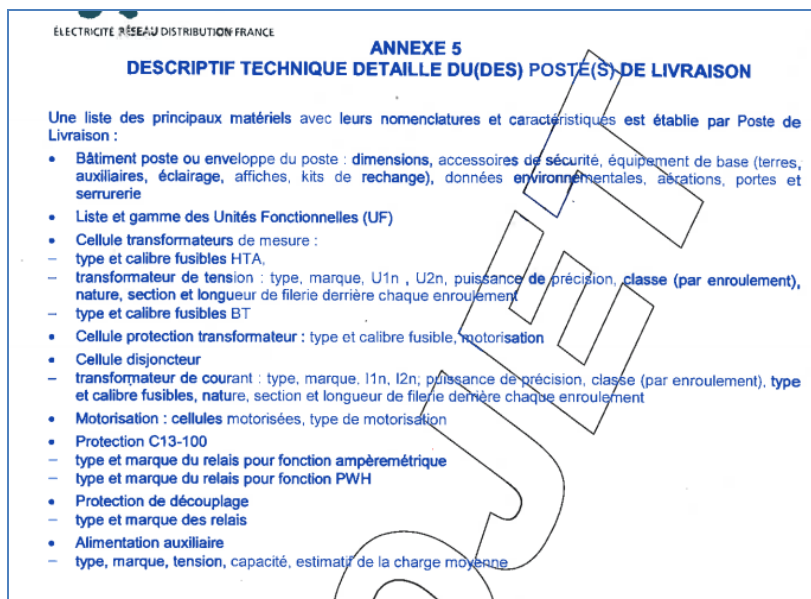 ÉLECTRICITÉ RÉSEAU DISTRIBUTION FRANCE
ANNEXE 5
DESCRIPTIF TECHNIQUE DETAILLE DU(DES) POSTE(S) DE LIVRAISON
Une liste des principaux matériels avec leurs nomenclatures et caractéristiques est établie par Poste de
Livraison :
• Bâtiment poste ou enveloppe du poste : dimensions, accessoires de sécurité, équipement de base (terres,
auxiliaires, éclairage, affiches, kits de rechange), données environnementales, aérations, portes et
serrurerie
• Liste et gamme des Unités Fonctionnelles (UF)
• Cellule transformateurs de mesure :
– type et calibre fusibles HTA,
– transformateur de tension : type, marque, U1n , U2n, puissance de précision, classe (par enroulement),
nature, section et longueur de filerie derrière chaque enroulement
– type et calibre fusibles BT
• Cellule protection transformateur : type et calibre fusible, motorisation
• Cellule disjoncteur
– transformateur de courant : type, marque, I1n, I2n; puissance de précision, classe (par enroulement), type
et calibre fusibles, nature, section et longueur de filerie derrière chaque enroulement
• Motorisation : cellules motorisées, type de motorisation
• Protection C13-100
– type et marque du relais pour fonction ampèremétrique
– type et marque du relais pour fonction PWH
• Protection de découplage
– type et marque des relais
• Alimentation auxiliaire
– type, marque, tension, capacité, estimatif de la charge moyenne